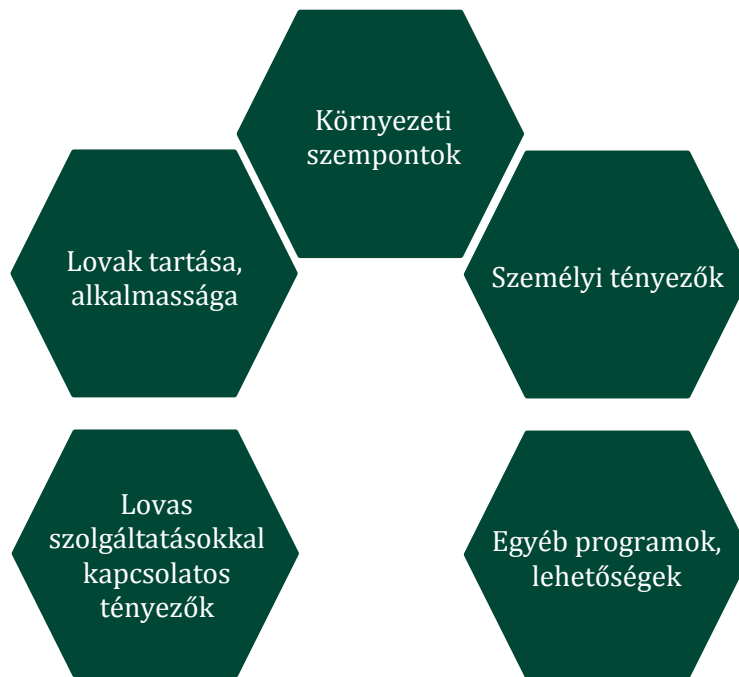 Környezeti
szempontok
Lovak tartása,
alkalmassága
Személyi tényezők
Lovas
szolgáltatásokkal
kapcsolatos
tényezők
Egyéb programok,
lehetőségek